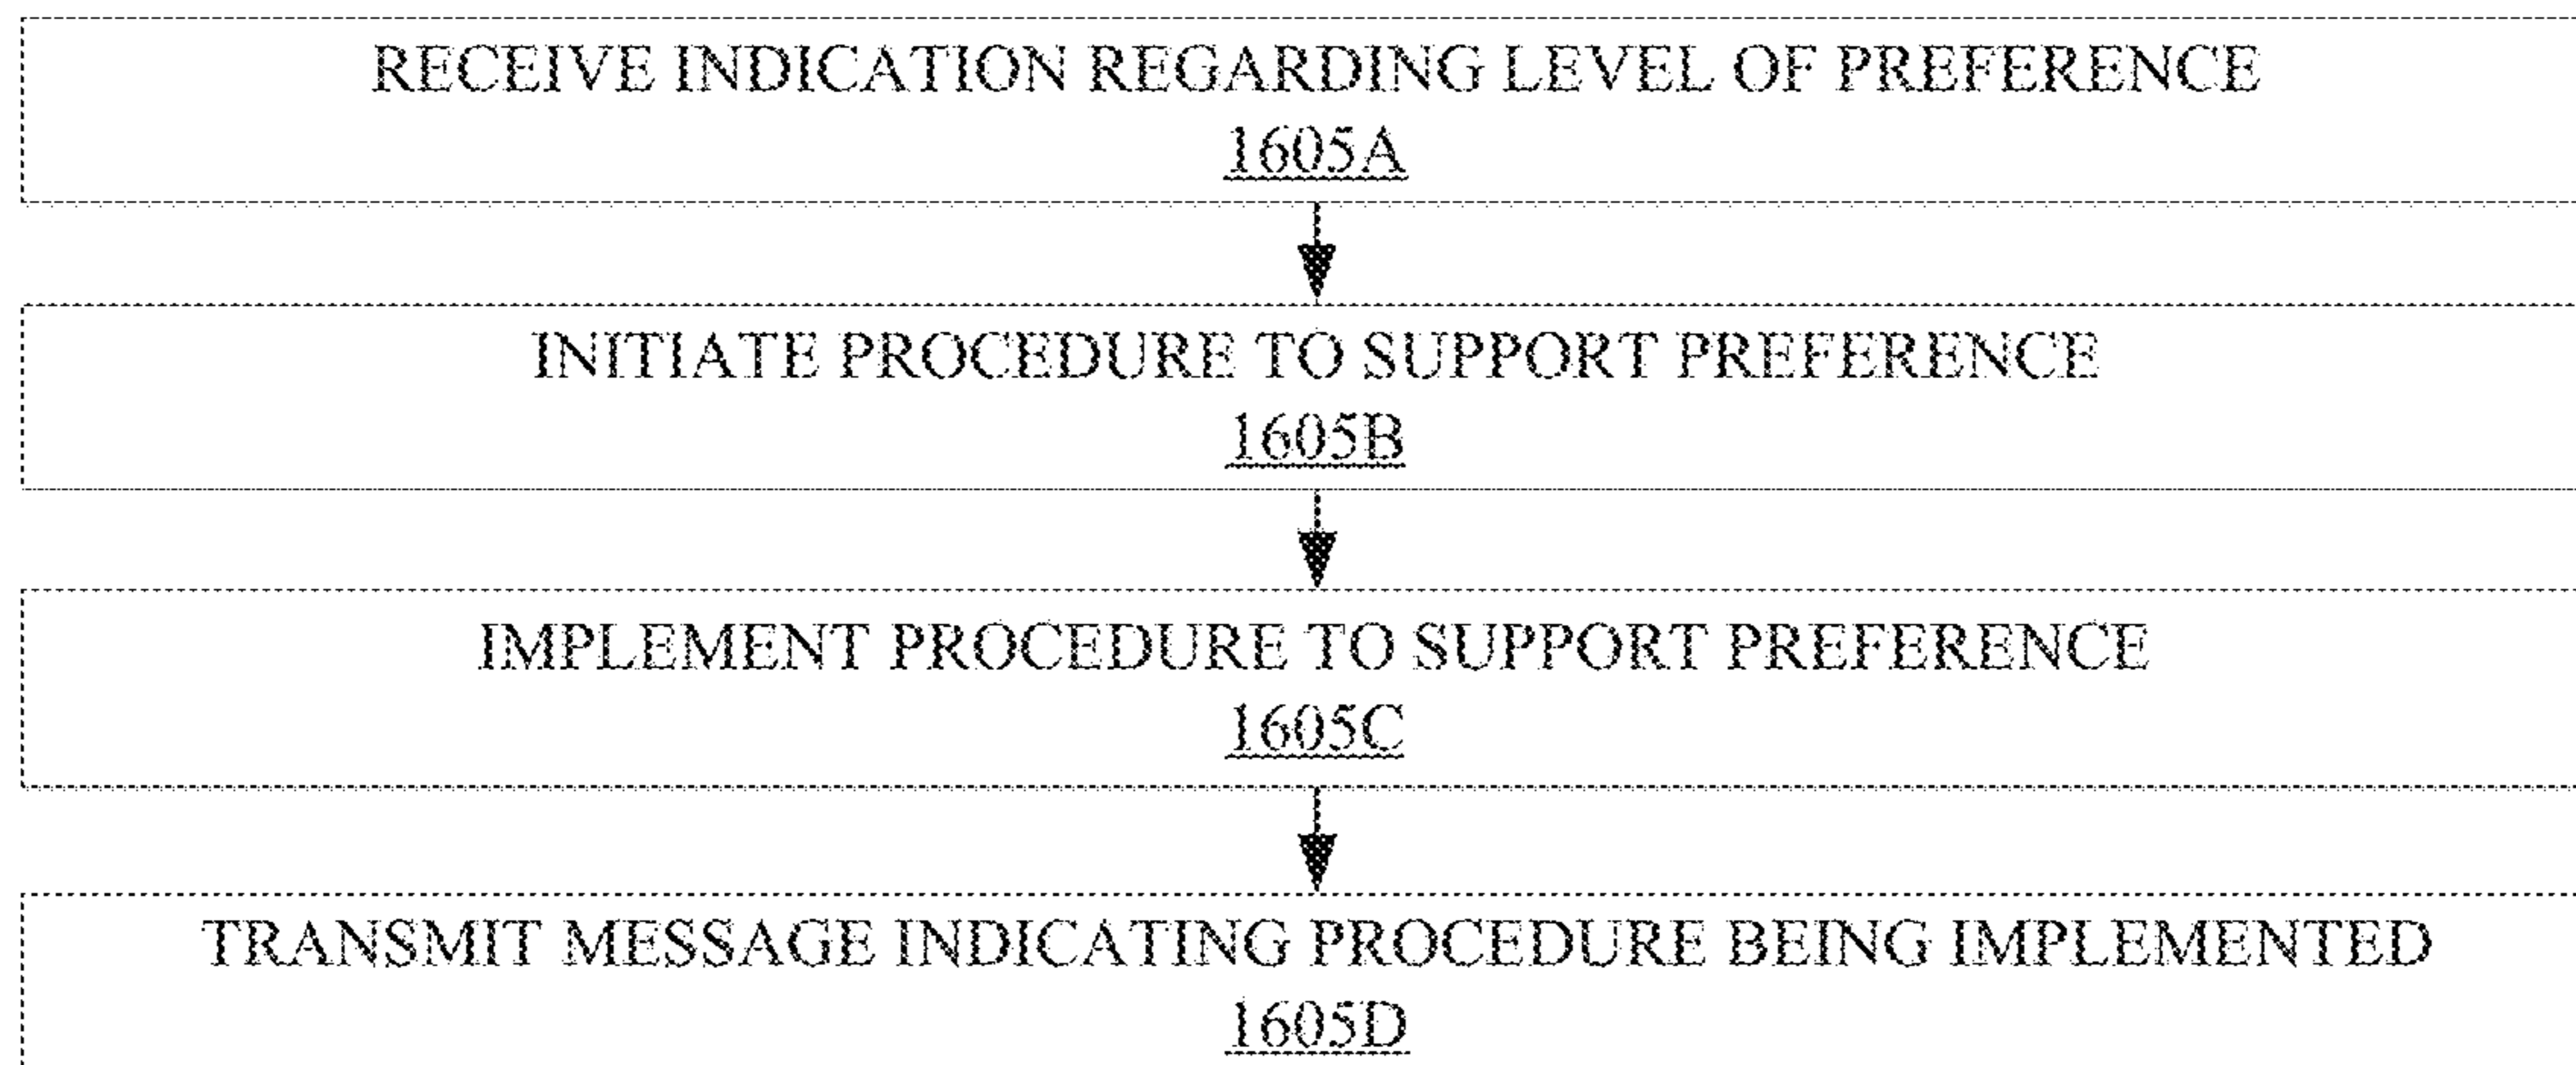 RECEIVE INDICATION REGARDING LEVEL OF PREFERENCE
1605A
INITIATE PROCEDURE TO SUPPORT PREFERENCE
1605B
IMPLEMENT PROCEDURE TO SUPPORT PREFERENCE
1605C
TRANSMIT MESSAGE INDICATING PROCEDURE BEING IMPLEMENTED
1605D